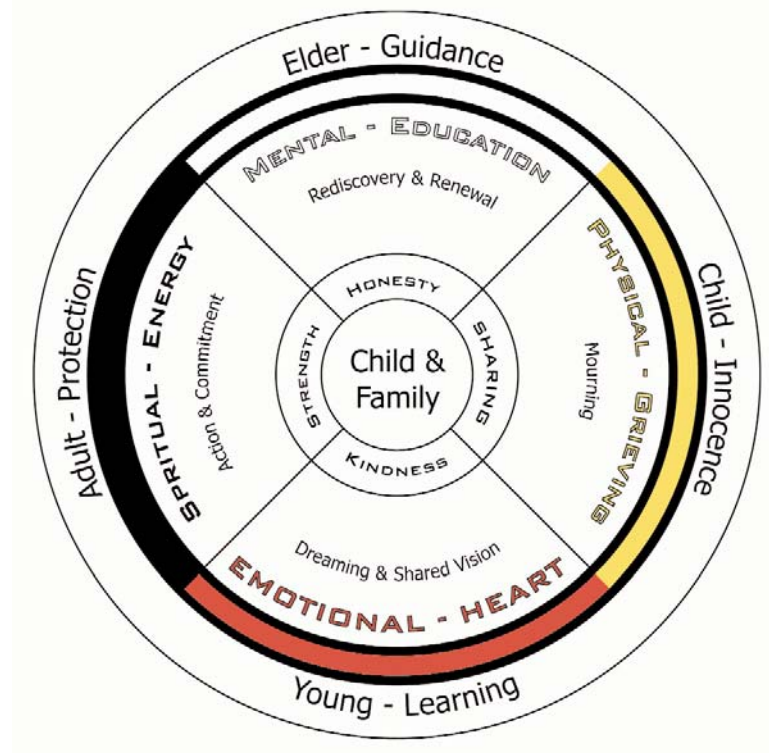 Elder - Guidance
MENTAL - EDUCATION
Rediscovery & Renewal
Child - Innocence
PHYSICAL - GRIEVING
Mourning
Young - Learning
EMOTIONAL - HEART
Dreaming & Shared Vision
Adult - Protection
SPRITUAL - ENERGY
Action & Commitment
HONESTY
SHARING
KINDNESS
STRENGTH
Child &
Family